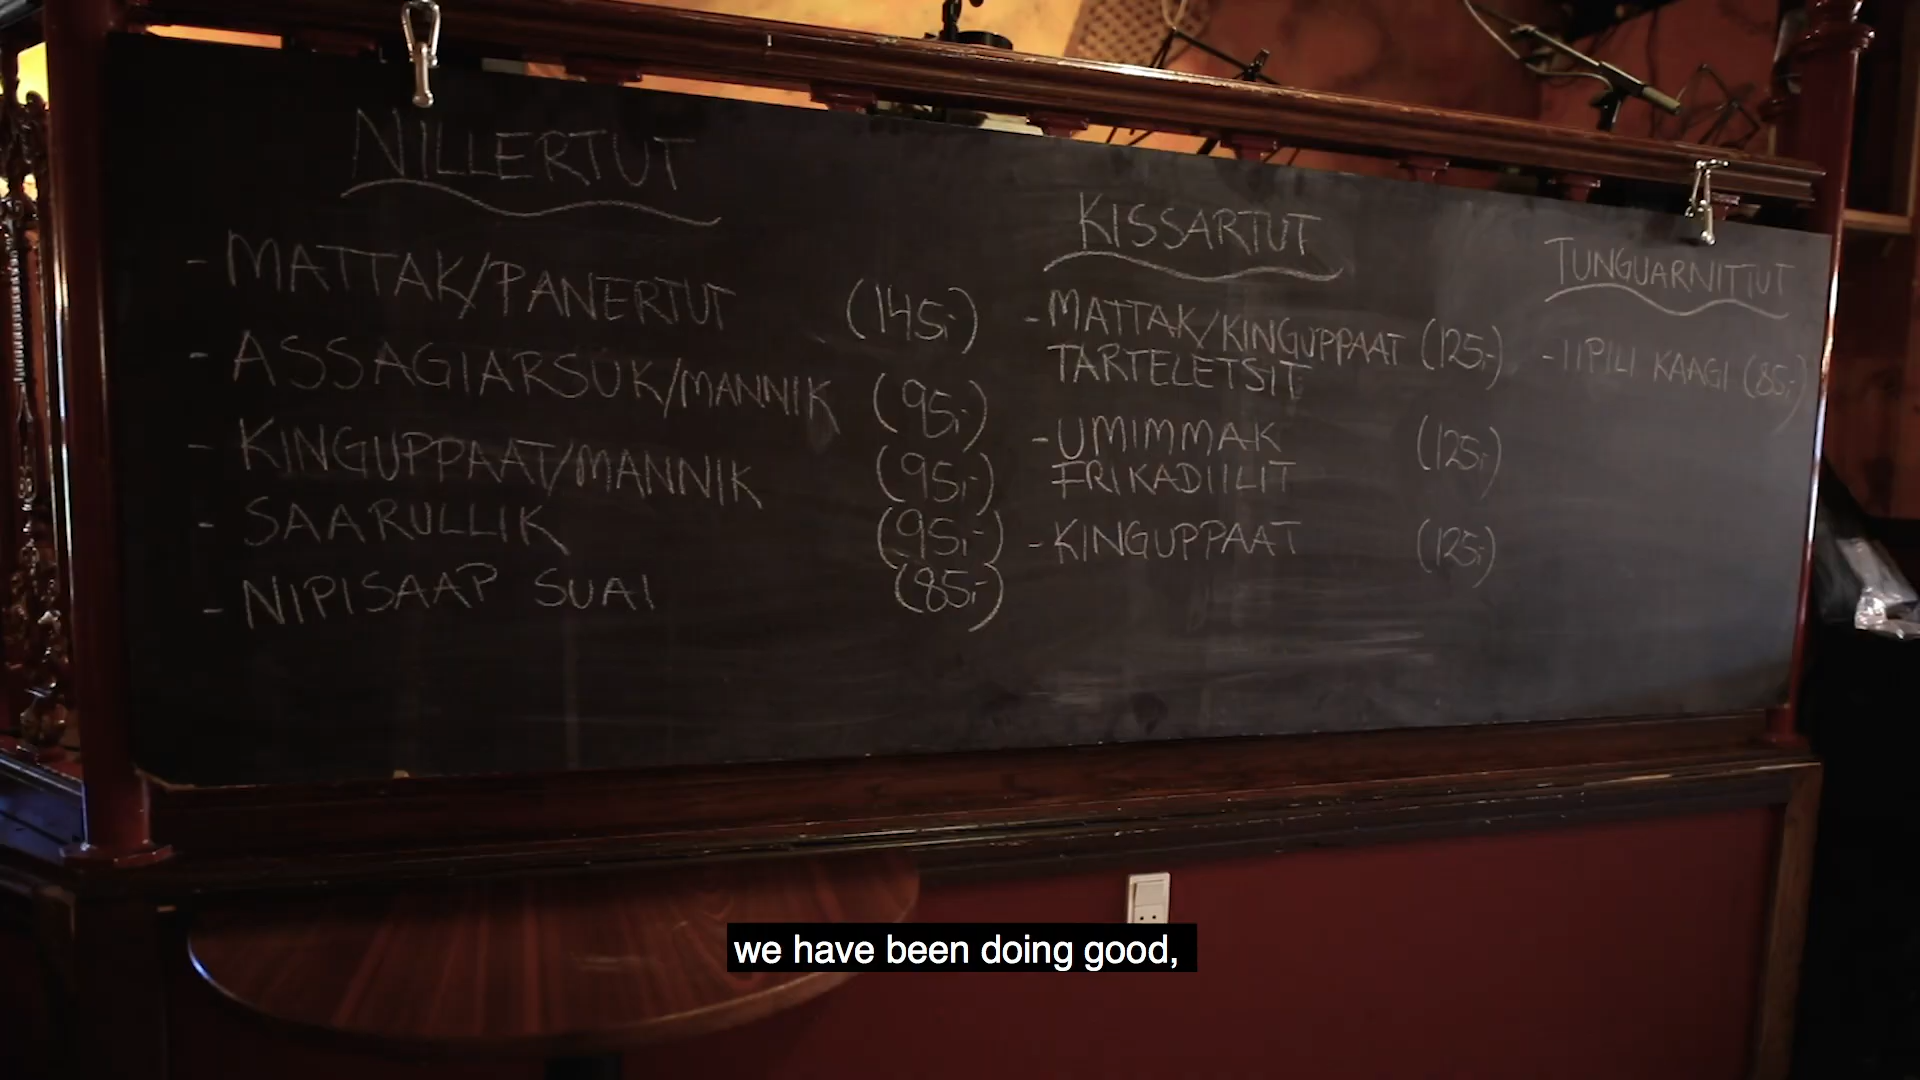 NILLERTUT
- MATTAK/PANERTUT (145,-)
- ASSAGIARSUK/MANNIK (95,-)
- KINGUPPAAT/MANNIK (95,-)
- SAARULLIK (95,-)
- NIPISAAP SUAI (85,-)
KISSARTUT
- MATTAK/KINGUPPAAT (125,-)
TARTELETSIT
- UMIMMAK (125,-)
FRIKADIILIT
- KINGUPPAAT (125,-)
TUNGUARNITTUT
- IIPILI KAAGI (85,-)
we have been doing good,